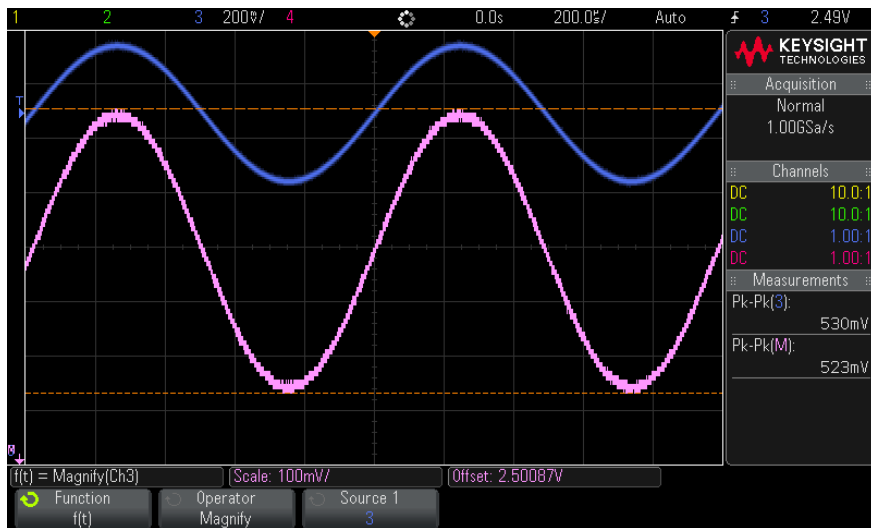 1 2 3 200㎷/ 4 0.0s 200.0㎲/ Auto 3 2.49V
KEYSIGHT
TECHNOLOGIES
Acquisition
Normal
1.00GSa/s
Channels
DC 10.0:1
DC 10.0:1
DC 1.00:1
DC 1.00:1
Measurements
Pk-Pk(3):
530mV
Pk-Pk(M):
523mV
T
M
f(t) = Magnify(Ch3) Scale: 100mV/ Offset: 2.50087V
Function Operator Source 1
f(t) Magnify 3